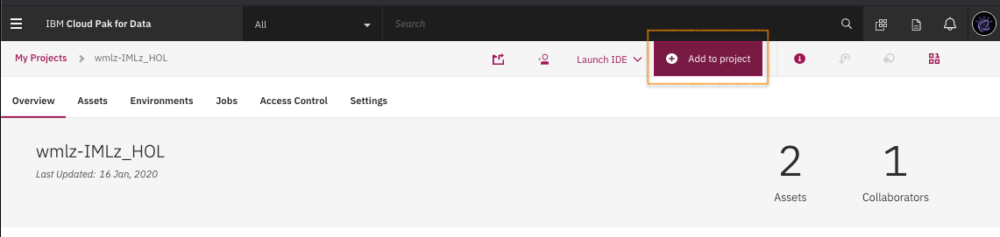 IBM Cloud Pak for Data All Search
My Projects wmlz-IMLz_HOL Launch IDE Add to project
Overview Assets Environments Jobs Access Control Settings
wmlz-IMLz_HOL
Last Updated: 16 Jan, 2020
2 1
Assets Collaborators